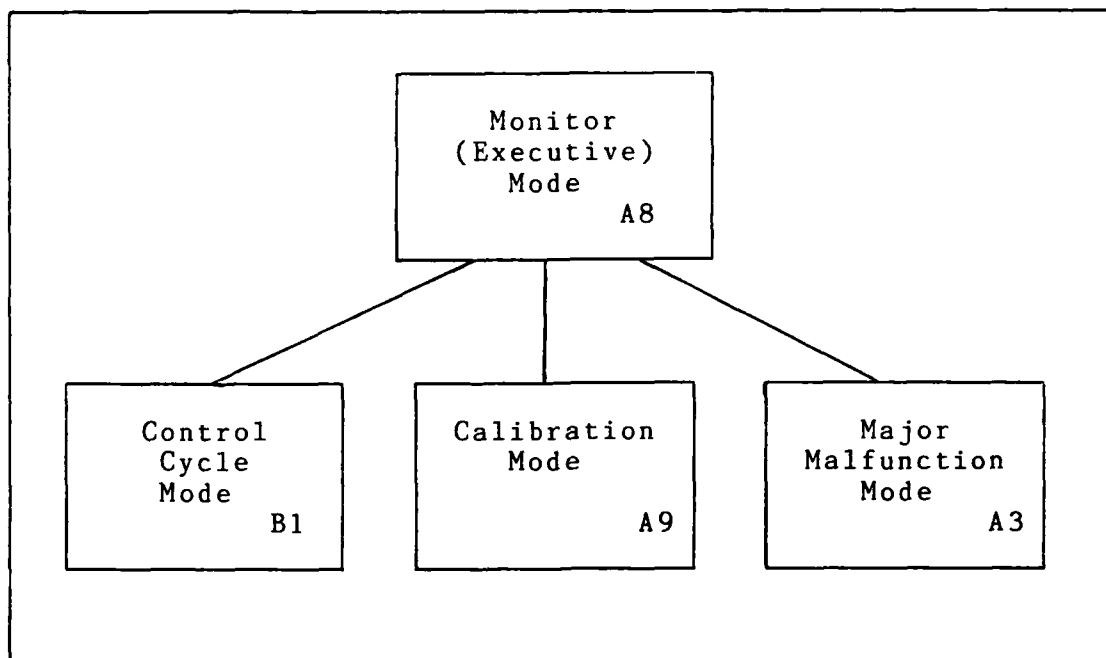 Monitor
(Executive)
Mode
A8
Control
Cycle
Mode
B1
Calibration
Mode
A9
Major
Malfunction
Mode
A3